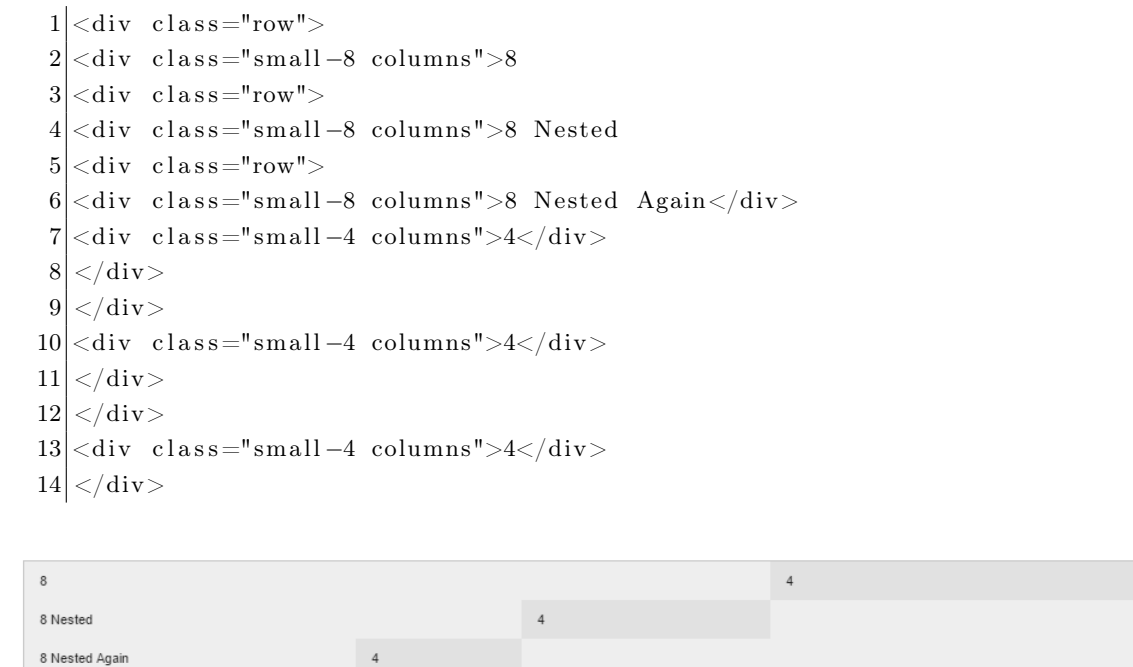 1 <div class="row">
2 <div class="small-8 columns">8
3 <div class="row">
4 <div class="small-8 columns">8 Nested
5 <div class="row">
6 <div class="small-8 columns">8 Nested Again</div>
7 <div class="small-4 columns">4</div>
8 </div>
9 </div>
10 <div class="small-4 columns">4</div>
11 </div>
12 </div>
13 <div class="small-4 columns">4</div>
14 </div>
8 4
8 Nested 4
8 Nested Again 4